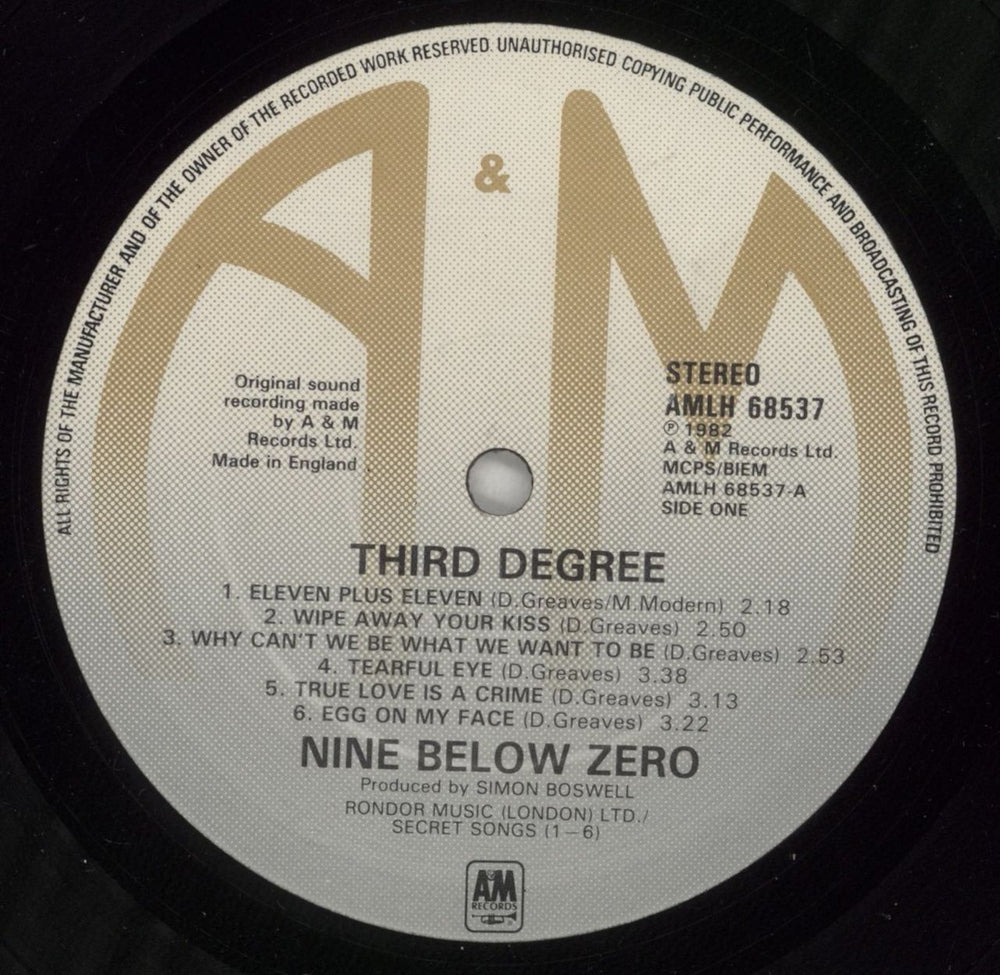 ALL RIGHTS OF THE MANUFACTURER AND OF THE OWNER OF THE RECORDED WORK RESERVED. UNAUTHORISED COPYING PUBLIC PERFORMANCE AND BROADCASTING OF THIS RECORD PROHIBITED
A & M
Original sound
recording made
by A & M
Records Ltd.
Made in England
STEREO
AMLH 68537
℗ 1982
A & M Records Ltd.
MCPS/BIEM
AMLH 68537-A
SIDE ONE
THIRD DEGREE
1. ELEVEN PLUS ELEVEN (D.Greaves/M.Modern) 2.18
2. WIPE AWAY YOUR KISS (D.Greaves) 2.50
3. WHY CAN'T WE BE WHAT WE WANT TO BE (D.Greaves) 2.53
4. TEARFUL EYE (D.Greaves) 3.38
5. TRUE LOVE IS A CRIME (D.Greaves) 3.13
6. EGG ON MY FACE (D.Greaves) 3.22
NINE BELOW ZERO
Produced by SIMON BOSWELL
RONDOR MUSIC (LONDON) LTD./
SECRET SONGS (1–6)
AM
RECORDS